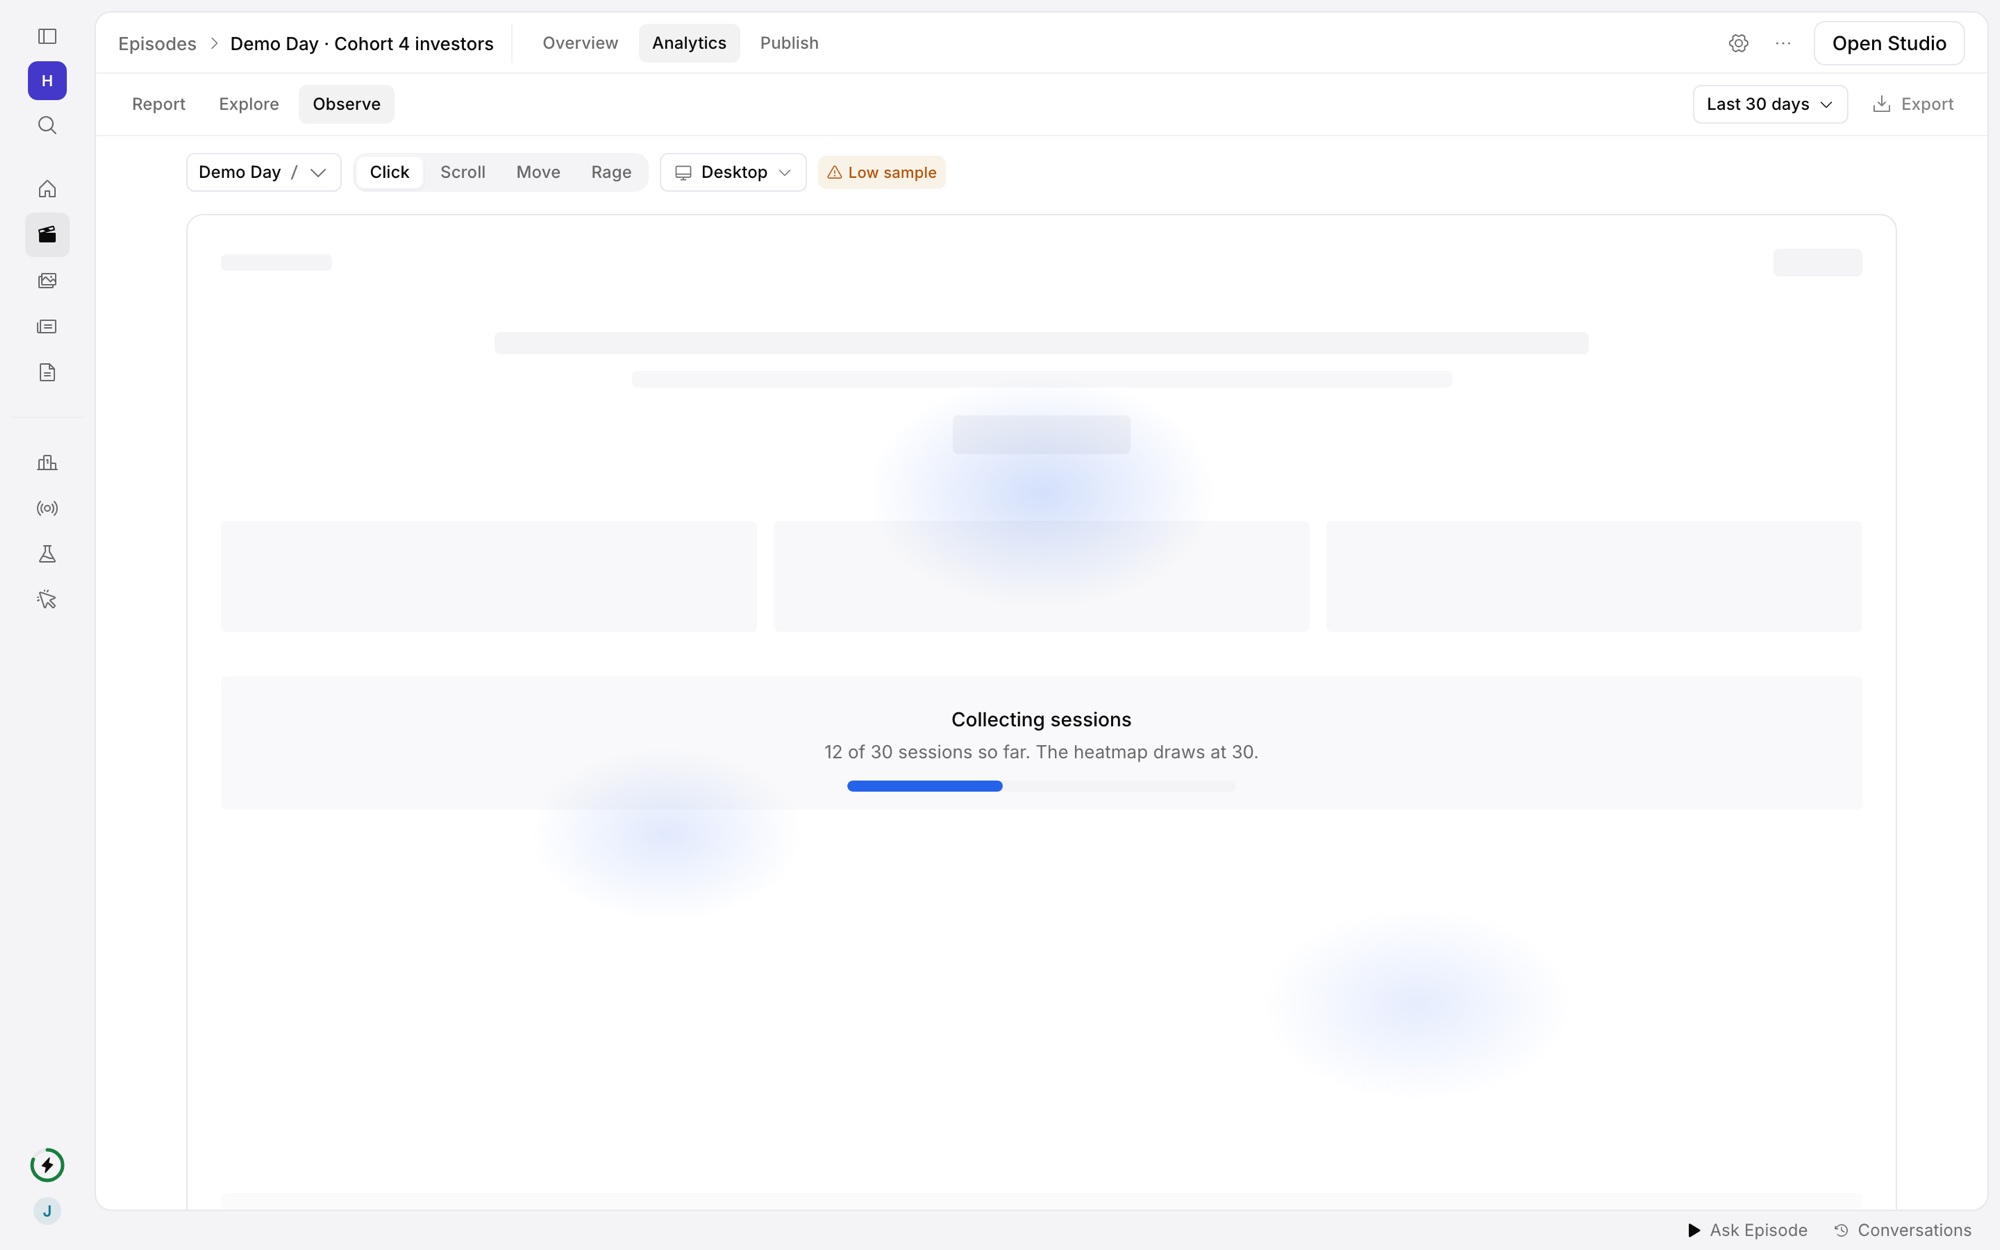 H
Episodes > Demo Day · Cohort 4 investors
Overview
Analytics
Publish
··· Open Studio
Report
Explore
Observe
Last 30 days
Export
Demo Day /
Click
Scroll
Move
Rage
Desktop
Low sample
Collecting sessions
12 of 30 sessions so far. The heatmap draws at 30.
J
Ask Episode
Conversations